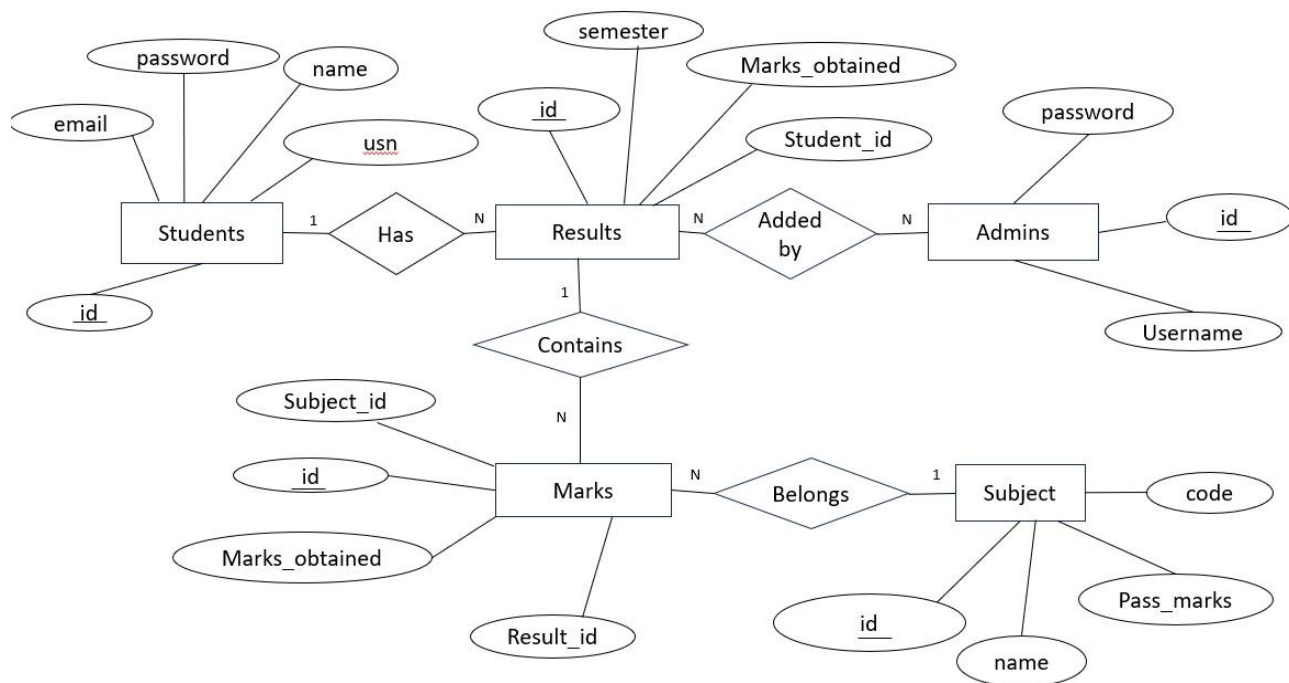 semester
password
name
Marks_obtained
id
password
email
usn
Student_id
id
Students
1
Has
N
Results
N
Added
by
N
Admins
id
1
Username
Contains
Subject_id
N
id
Marks
N
Belongs
1
Subject
code
Marks_obtained
Pass_marks
id
Result_id
name